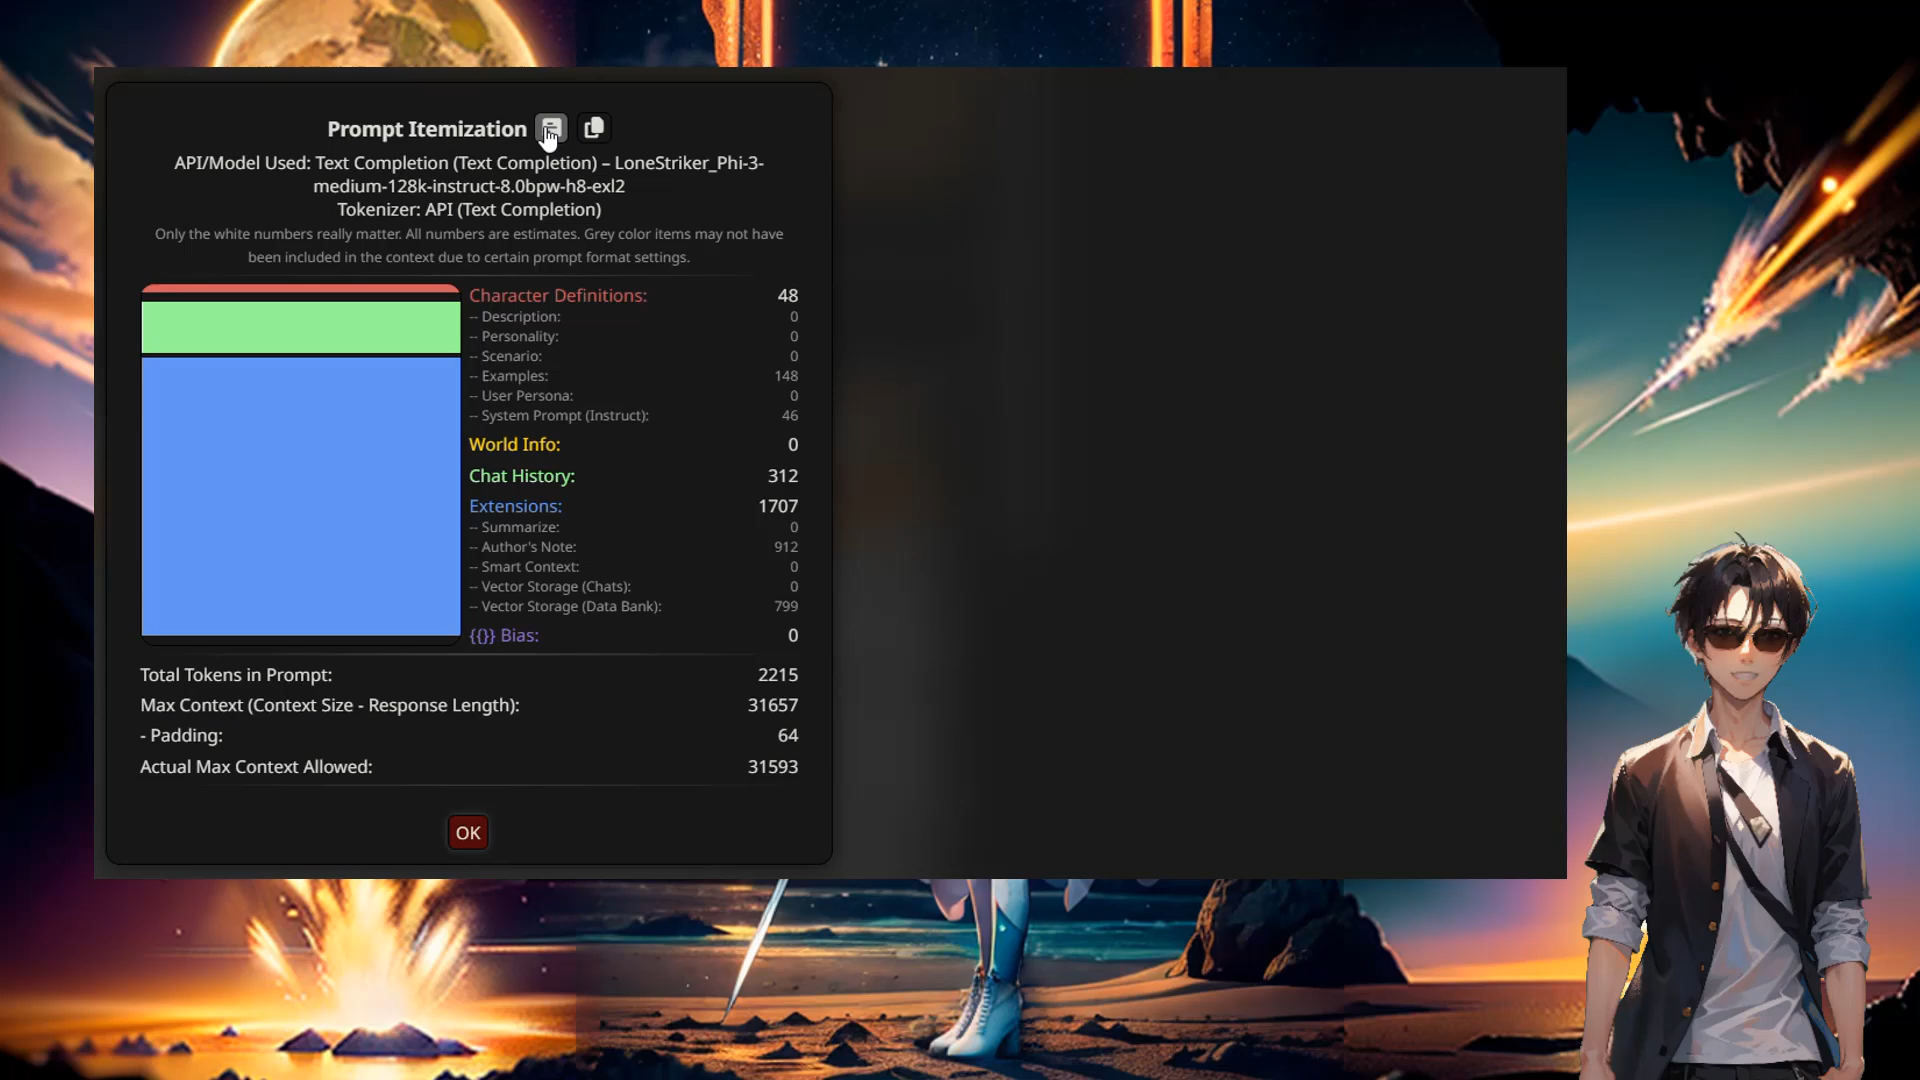 Prompt Itemization
API/Model Used: Text Completion (Text Completion) – LoneStriker_Phi-3-
medium-128k-instruct-8.0bpw-h8-exl2
Tokenizer: API (Text Completion)
Only the white numbers really matter. All numbers are estimates. Grey color items may not have
been included in the context due to certain prompt format settings.
Character Definitions: 48
-- Description: 0
-- Personality: 0
-- Scenario: 0
-- Examples: 148
-- User Persona: 0
-- System Prompt (Instruct): 46
World Info: 0
Chat History: 312
Extensions: 1707
-- Summarize: 0
-- Author's Note: 912
-- Smart Context: 0
-- Vector Storage (Chats): 0
-- Vector Storage (Data Bank): 799
{{}} Bias: 0
Total Tokens in Prompt: 2215
Max Context (Context Size - Response Length): 31657
- Padding: 64
Actual Max Context Allowed: 31593
OK